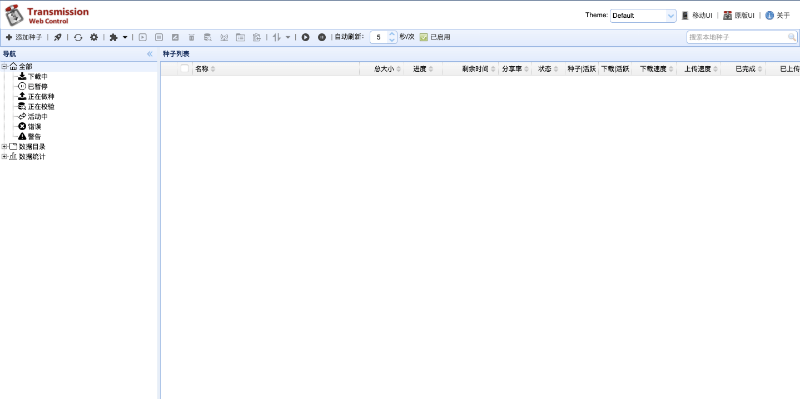 Transmission
Web Control
Theme: Default 移动UI | 原版UI | 关于
添加种子 | | | | | 自动刷新: 5 秒/次 已启用 搜索本地种子
导航 种子列表
全部
下载中
已暂停
正在做种
正在校验
活动中
错误
警告
数据目录
数据统计
名称 总大小 进度 剩余时间 分享率 状态 种子|活跃 下载|活跃 下载速度 上传速度 已完成 已上传